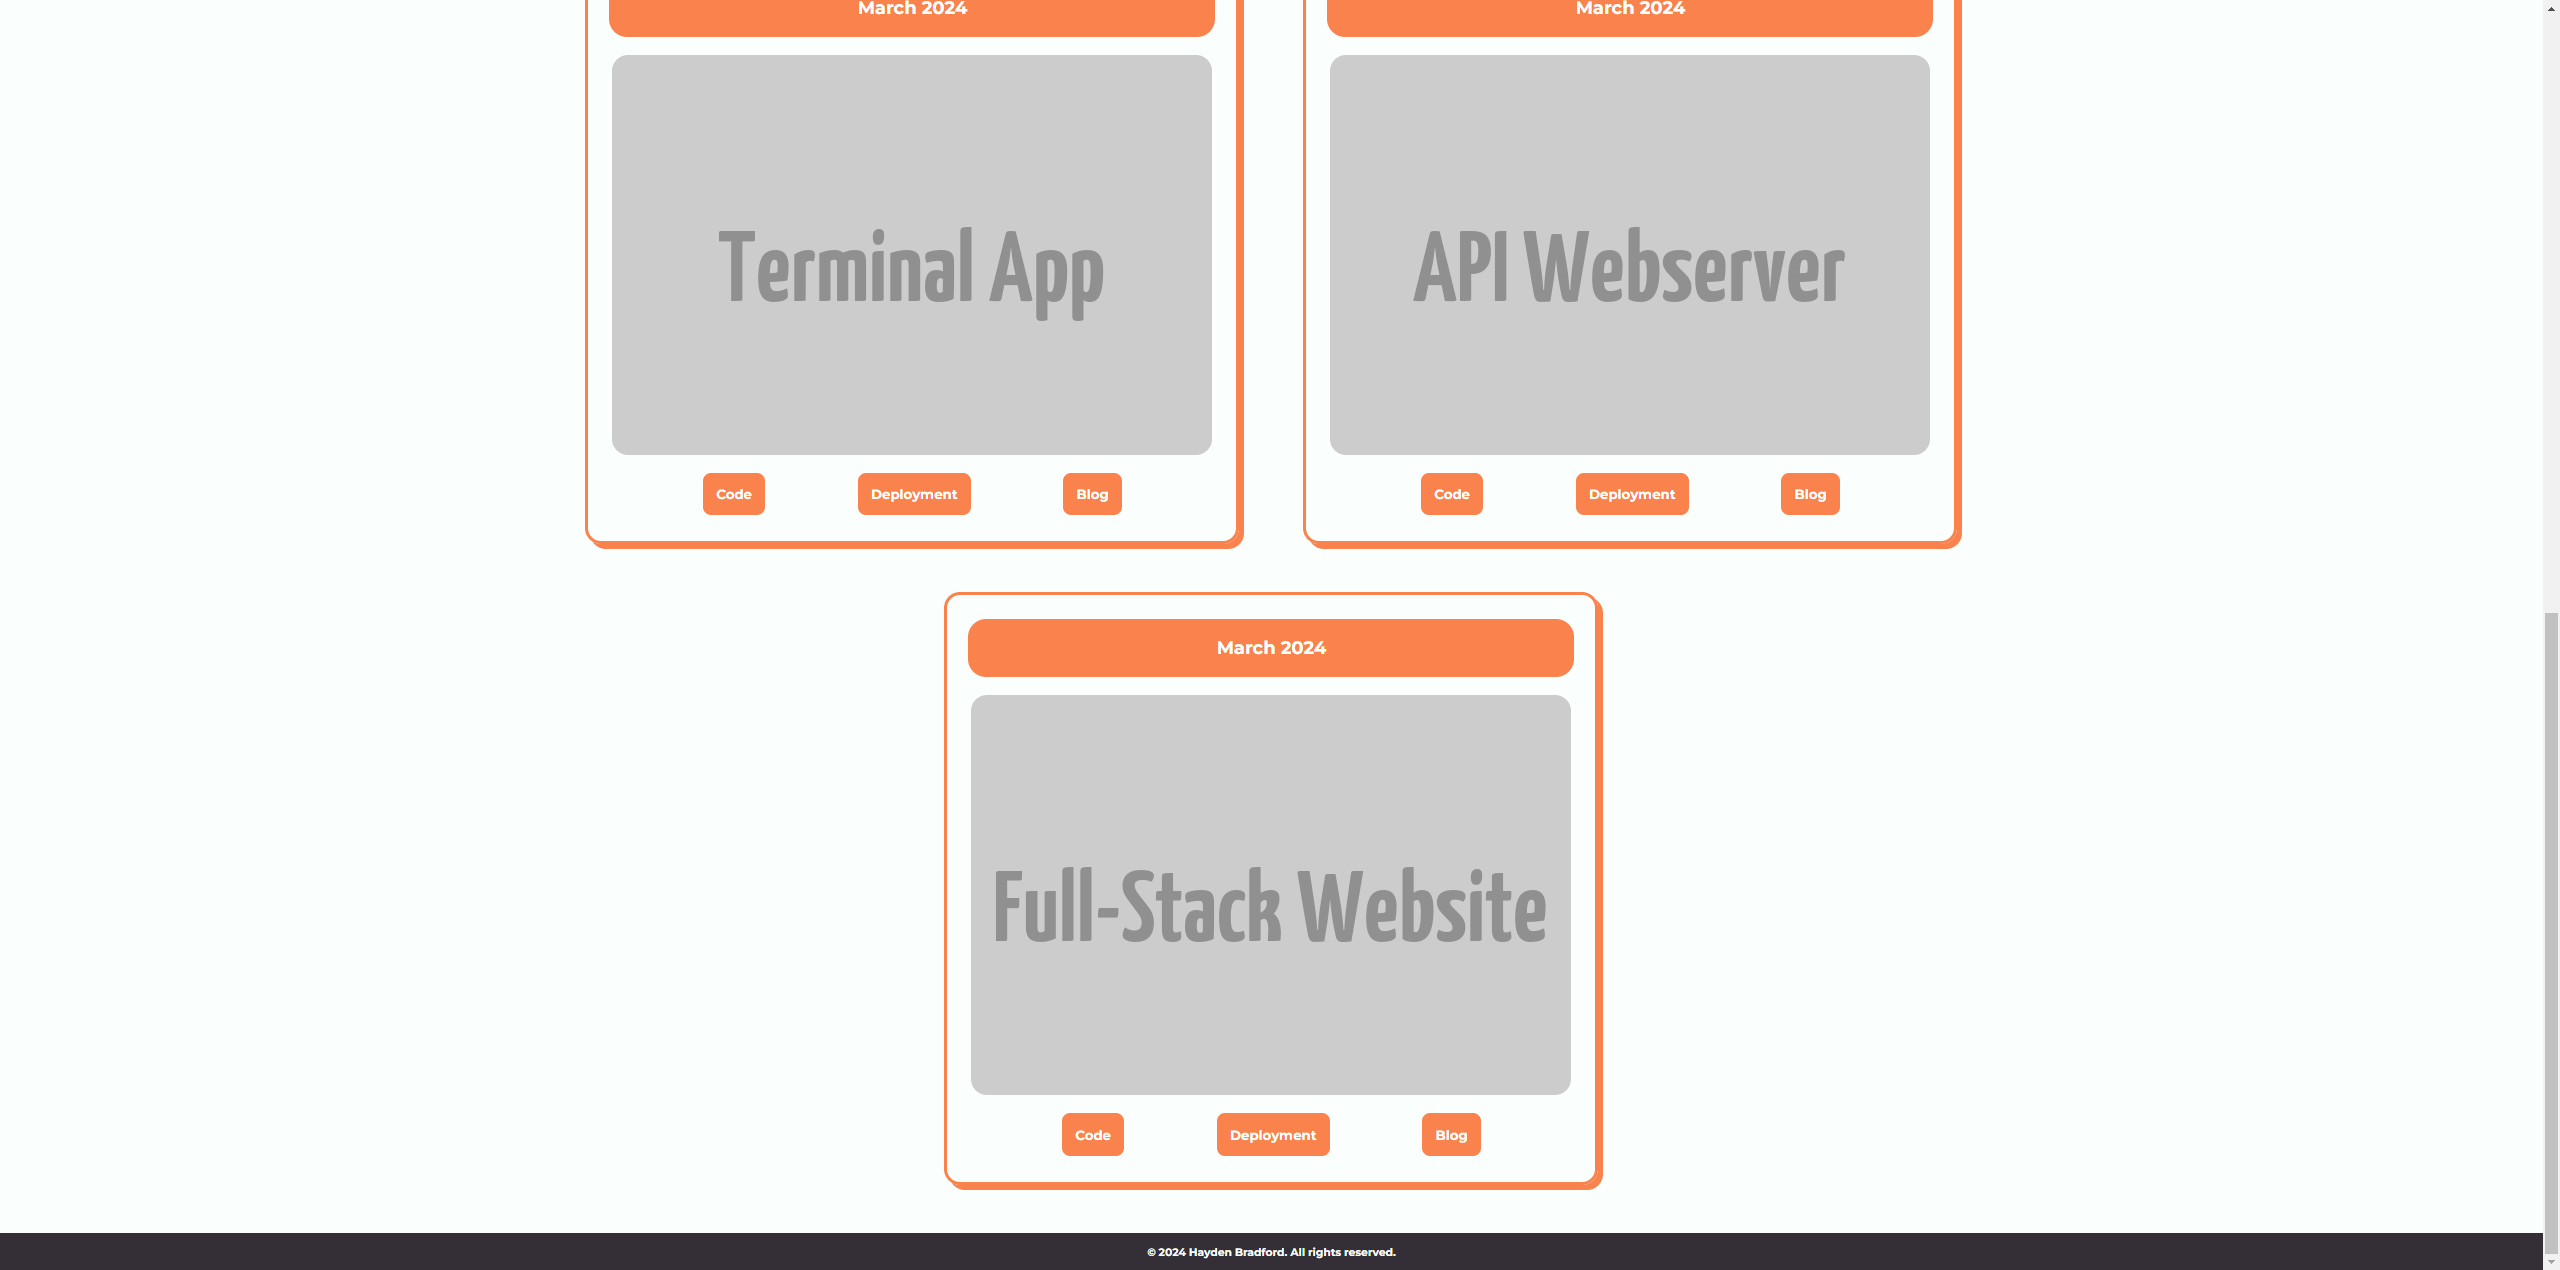 March 2024
March 2024
Terminal App
API Webserver
Code
Deployment
Blog
Code
Deployment
Blog
March 2024
Full-Stack Website
Code
Deployment
Blog
© 2024 Hayden Bradford. All rights reserved.